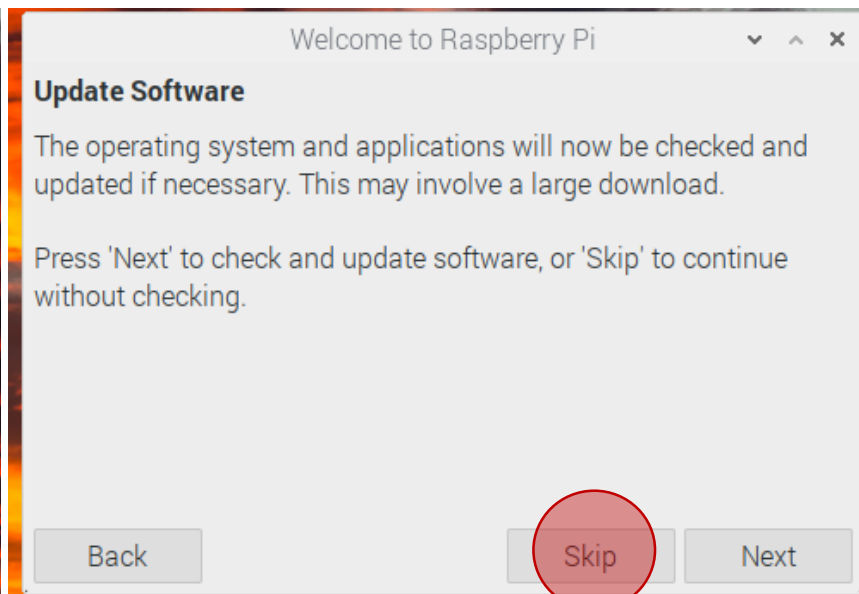 Welcome to Raspberry Pi
Update Software
The operating system and applications will now be checked and
updated if necessary. This may involve a large download.
Press 'Next' to check and update software, or 'Skip' to continue
without checking.
Back
Skip
Next